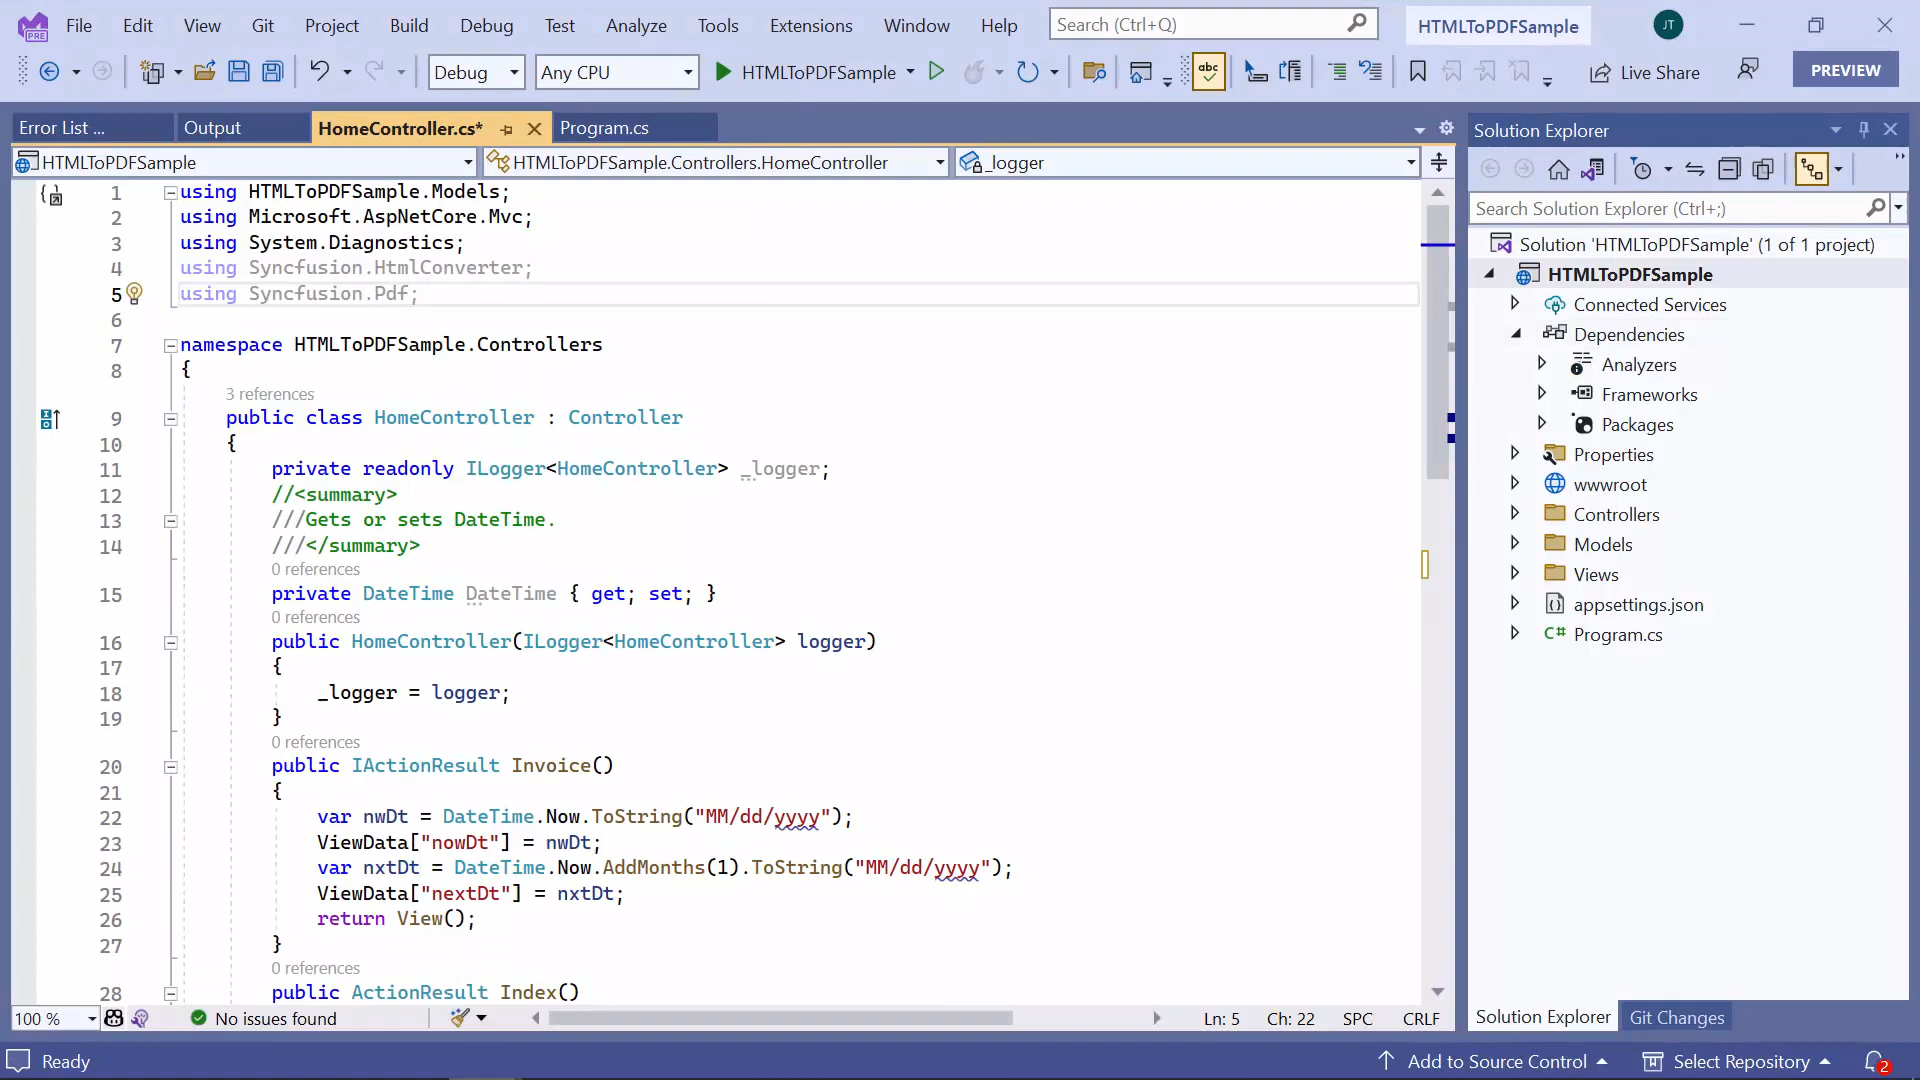 File Edit View Git Project Build Debug Test Analyze Tools Extensions Window Help Search (Ctrl+Q) HTMLToPDFSample JT
PRE
Debug Any CPU HTMLToPDFSample abc Live Share PREVIEW
Error List ... Output HomeController.cs* Program.cs
HTMLToPDFSample HTMLToPDFSample.Controllers.HomeController _logger
1 using HTMLToPDFSample.Models;
2 using Microsoft.AspNetCore.Mvc;
3 using System.Diagnostics;
4 using Syncfusion.HtmlConverter;
5 using Syncfusion.Pdf;
6
7 namespace HTMLToPDFSample.Controllers
8 {
3 references
9 public class HomeController : Controller
10 {
11 private readonly ILogger<HomeController> _logger;
12 //<summary>
13 ///Gets or sets DateTime.
14 ///</summary>
0 references
15 private DateTime DateTime { get; set; }
0 references
16 public HomeController(ILogger<HomeController> logger)
17 {
18 _logger = logger;
19 }
0 references
20 public IActionResult Invoice()
21 {
22 var nwDt = DateTime.Now.ToString("MM/dd/yyyy");
23 ViewData["nowDt"] = nwDt;
24 var nxtDt = DateTime.Now.AddMonths(1).ToString("MM/dd/yyyy");
25 ViewData["nextDt"] = nxtDt;
26 return View();
27 }
0 references
28 public ActionResult Index()
100 % No issues found Ln: 5 Ch: 22 SPC CRLF
Solution Explorer
Search Solution Explorer (Ctrl+;)
Solution 'HTMLToPDFSample' (1 of 1 project)
HTMLToPDFSample
Connected Services
Dependencies
Analyzers
Frameworks
Packages
Properties
wwwroot
Controllers
Models
Views
appsettings.json
C# Program.cs
Solution Explorer Git Changes
Ready Add to Source Control Select Repository 2